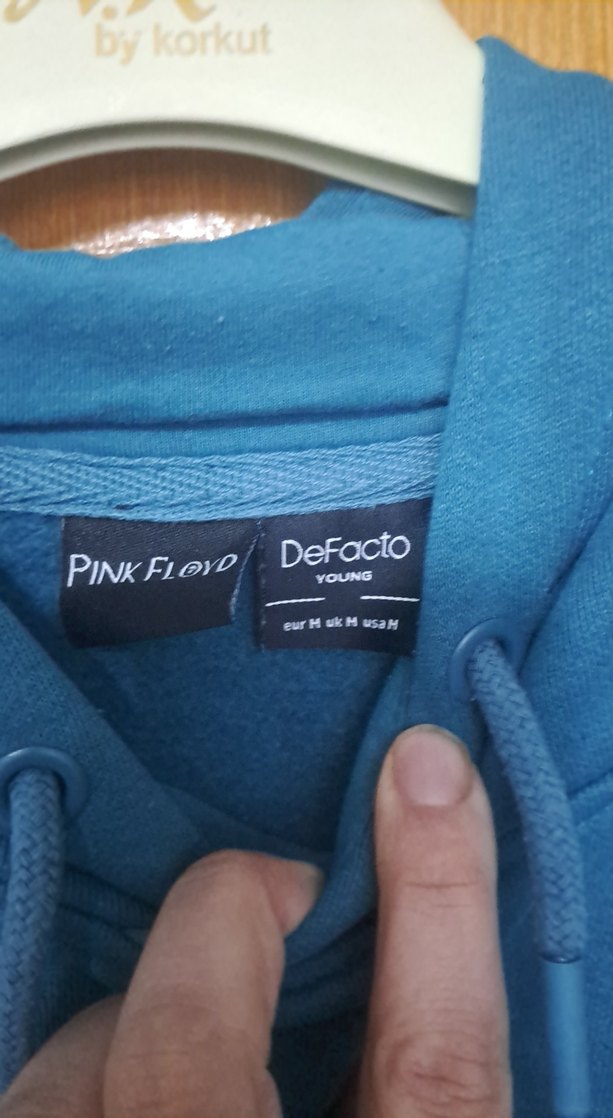 by korkut
PINK FLOYD
DeFacto
YOUNG
eur M uk M usa M